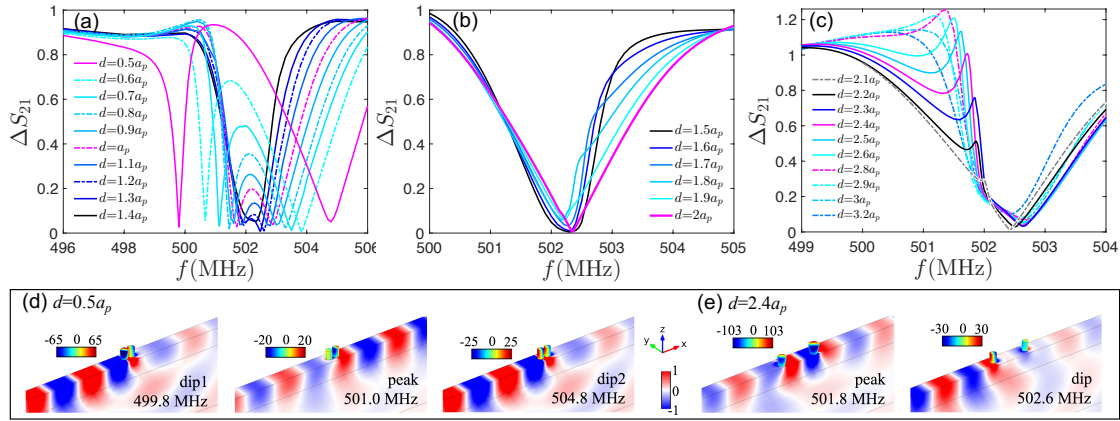 (a)
1
0.8
0.6
0.4
0.2
0
ΔS₂₁
d=0.5aₚ
d=0.6aₚ
d=0.7aₚ
d=0.8aₚ
d=0.9aₚ
d=aₚ
d=1.1aₚ
d=1.2aₚ
d=1.3aₚ
d=1.4aₚ
496 498 500 502 504 506
f(MHz)
(b)
1
0.8
0.6
0.4
0.2
0
ΔS₂₁
d=1.5aₚ
d=1.6aₚ
d=1.7aₚ
d=1.8aₚ
d=1.9aₚ
d=2aₚ
500 501 502 503 504 505
f(MHz)
(c)
1.2
1
0.8
0.6
0.4
0.2
0
ΔS₂₁
d=2.1aₚ
d=2.2aₚ
d=2.3aₚ
d=2.4aₚ
d=2.5aₚ
d=2.6aₚ
d=2.8aₚ
d=2.9aₚ
d=3aₚ
d=3.2aₚ
499 500 501 502 503 504
f(MHz)
(d) d=0.5aₚ
-65 0 65
dip1
499.8 MHz
-20 0 20
peak
501.0 MHz
-25 0 25
dip2
504.8 MHz
z
y x
1
0
-1
(e) d=2.4aₚ
-103 0 103
peak
501.8 MHz
-30 0 30
dip
502.6 MHz